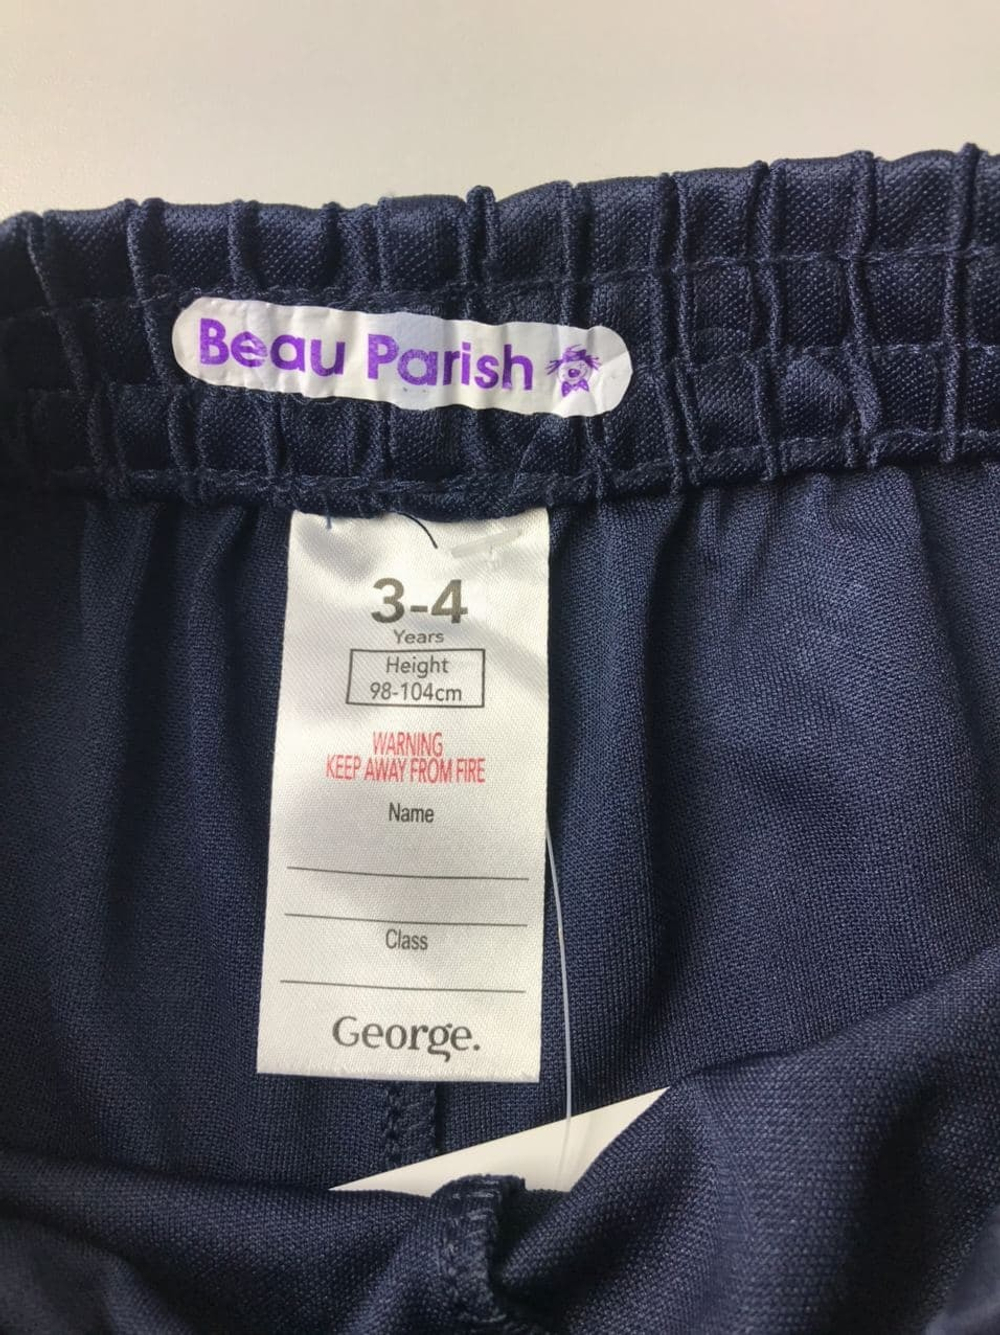 Beau Parish
3-4
Years
Height
98-104cm
WARNING
KEEP AWAY FROM FIRE
Name
Class
George.